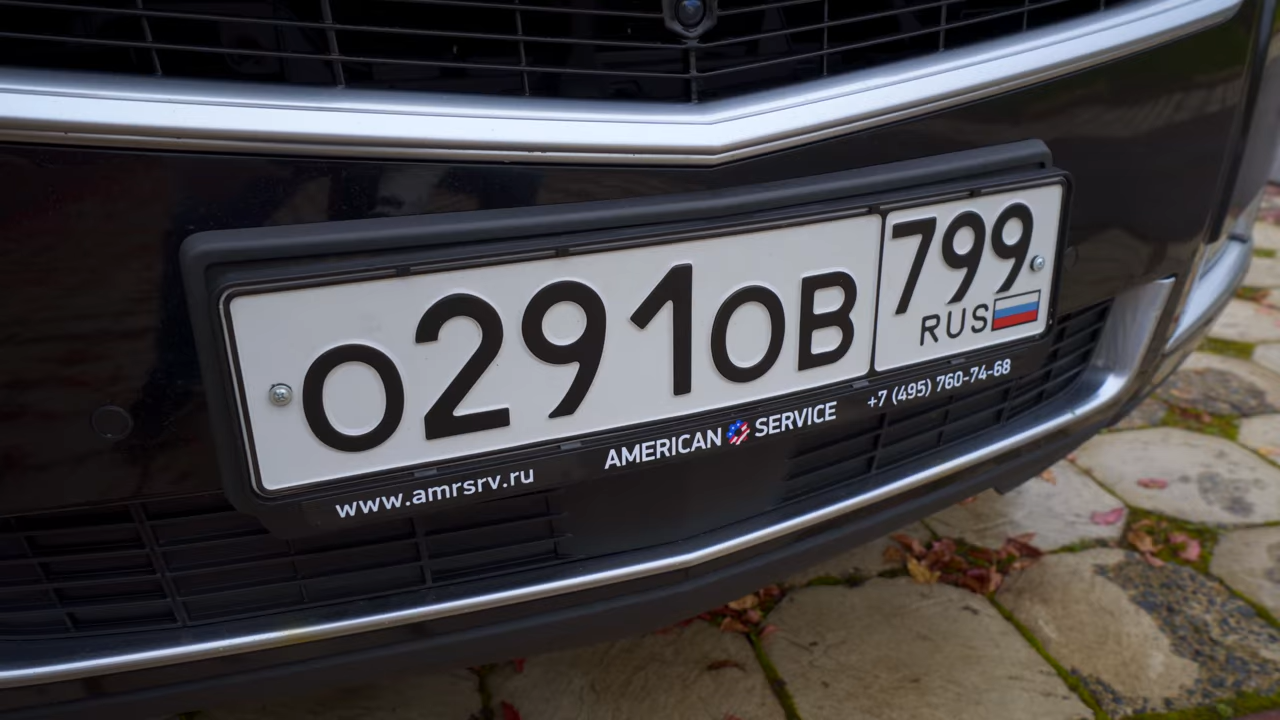 О291ОВ 799
RUS
www.amrsrv.ru AMERICAN SERVICE +7 (495) 760-74-68